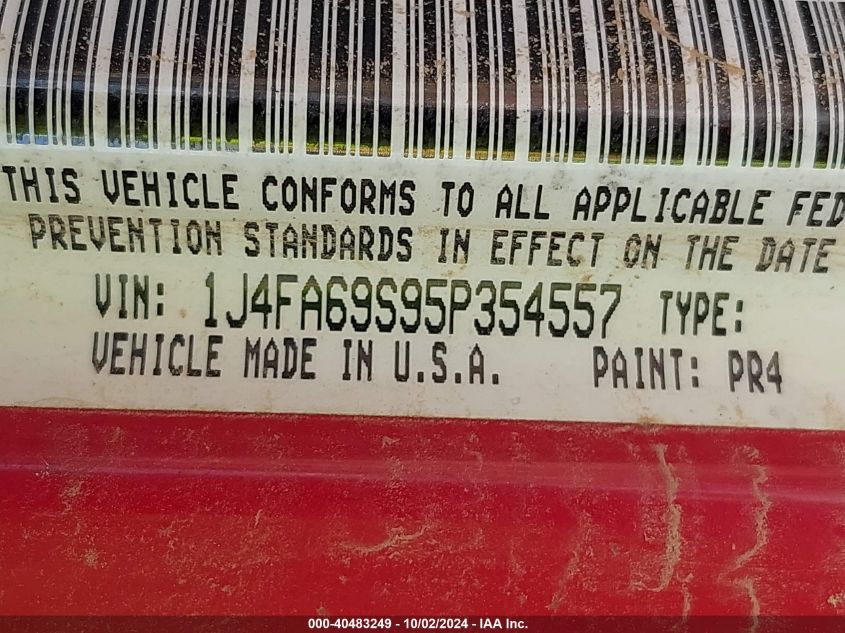 THIS VEHICLE CONFORMS TO ALL APPLICABLE FED
PREVENTION STANDARDS IN EFFECT ON THE DATE
VIN: 1J4FA69S95P354557 TYPE:
VEHICLE MADE IN U.S.A. PAINT: PR4
000-40483249 - 10/02/2024 - IAA Inc.